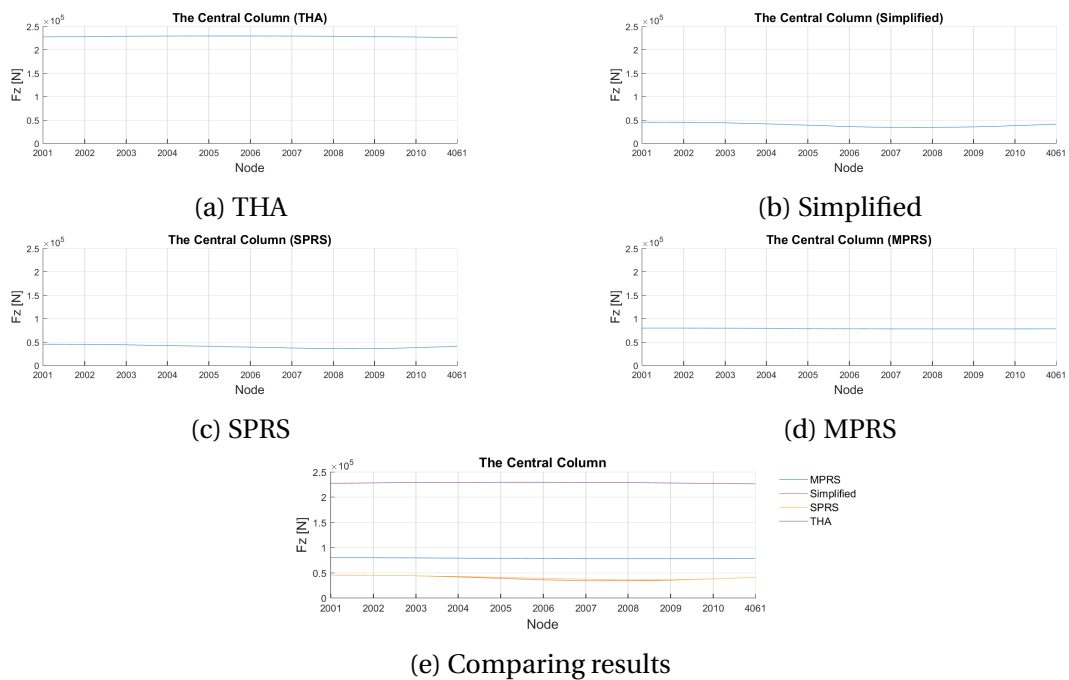 The Central Column (THA)
×10^5
2.5
2
1.5
1
0.5
0
Fz [N]
2001 2002 2003 2004 2005 2006 2007 2008 2009 2010 4061
Node
(a) THA
The Central Column (Simplified)
×10^5
2.5
2
1.5
1
0.5
0
Fz [N]
2001 2002 2003 2004 2005 2006 2007 2008 2009 2010 4061
Node
(b) Simplified
The Central Column (SPRS)
×10^5
2.5
2
1.5
1
0.5
0
Fz [N]
2001 2002 2003 2004 2005 2006 2007 2008 2009 2010 4061
Node
(c) SPRS
The Central Column (MPRS)
×10^5
2.5
2
1.5
1
0.5
0
Fz [N]
2001 2002 2003 2004 2005 2006 2007 2008 2009 2010 4061
Node
(d) MPRS
The Central Column
×10^5
2.5
2
1.5
1
0.5
0
Fz [N]
2001 2002 2003 2004 2005 2006 2007 2008 2009 2010 4061
Node
MPRS
Simplified
SPRS
THA
(e) Comparing results